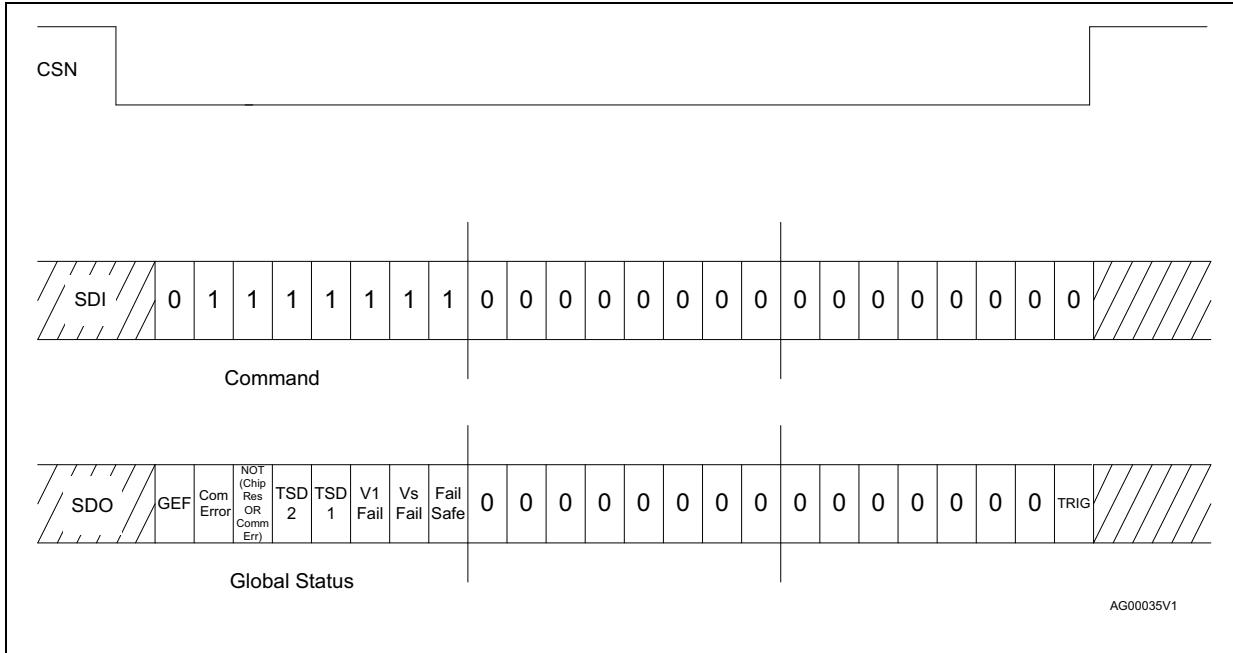 CSN
SDI 0 1 1 1 1 1 1 1 0 0 0 0 0 0 0 0 0 0 0 0 0 0 0 0
Command
SDO GEF Com Error NOT (Chip Res OR Comm Err) TSD 2 TSD 1 V1 Fail Vs Fail Fail Safe 0 0 0 0 0 0 0 0 0 0 0 0 0 0 0 TRIG
Global Status
AG00035V1